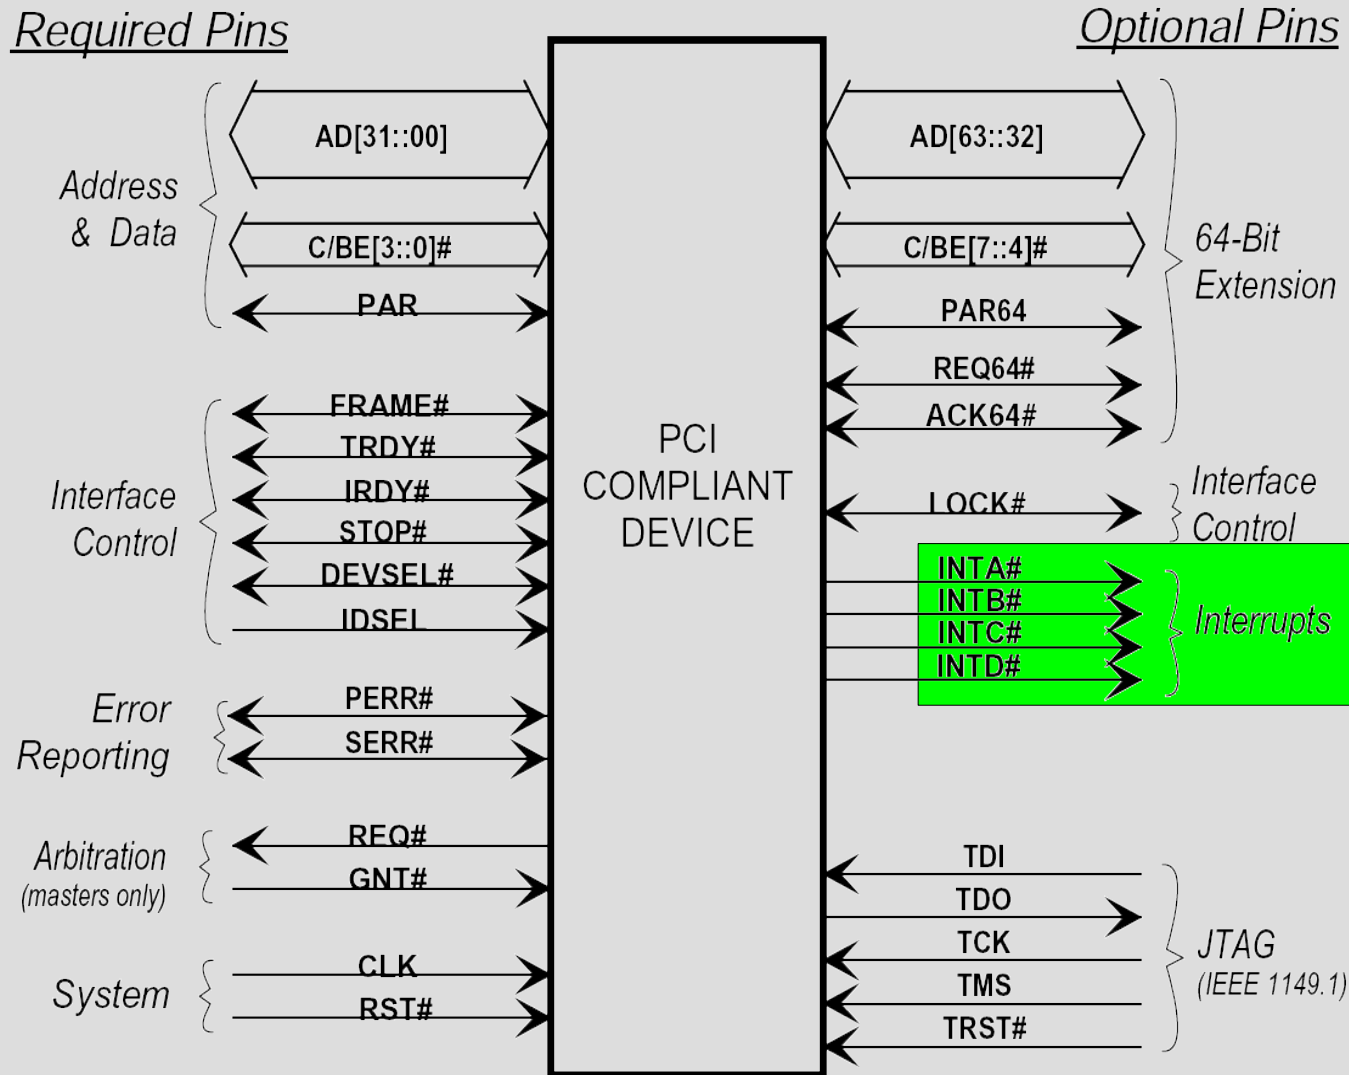 Required Pins
Optional Pins
Address
& Data
AD[31::00]
C/BE[3::0]#
PAR
Interface
Control
FRAME#
TRDY#
IRDY#
STOP#
DEVSEL#
IDSEL
Error
Reporting
PERR#
SERR#
Arbitration
(masters only)
REQ#
GNT#
System
CLK
RST#
PCI
COMPLIANT
DEVICE
AD[63::32]
C/BE[7::4]#
PAR64
REQ64#
ACK64#
64-Bit
Extension
LOCK#
Interface
Control
INTA#
INTB#
INTC#
INTD#
Interrupts
TDI
TDO
TCK
TMS
TRST#
JTAG
(IEEE 1149.1)